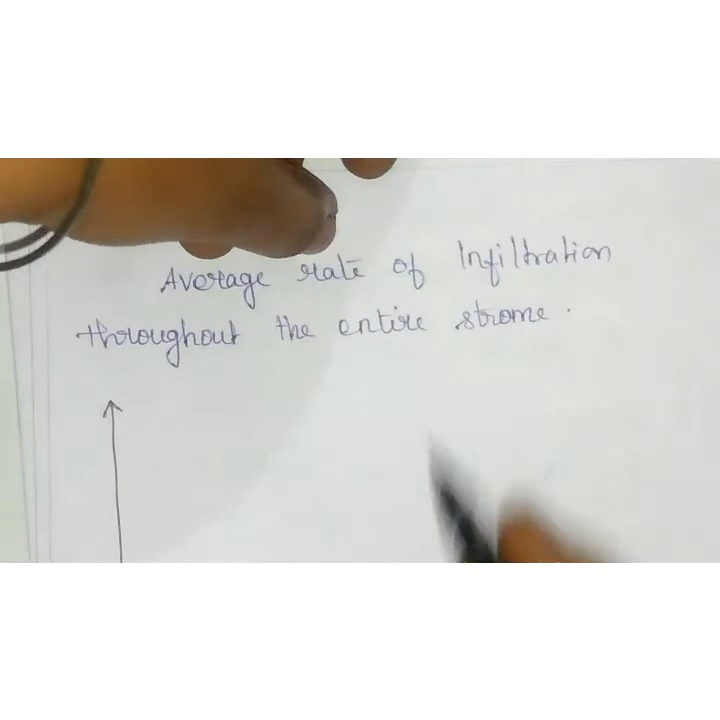 Average rate of Infiltration
throughout the entire strome.